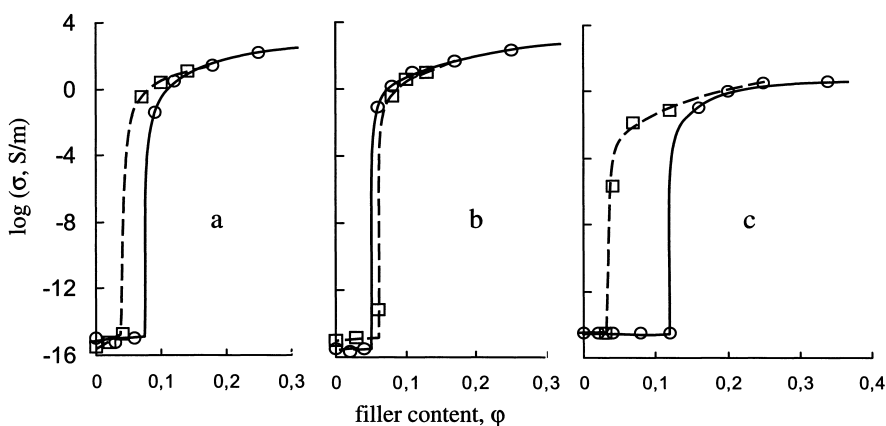 4
0
-4
-8
-12
-16
log (σ, S/m)
a
b
c
0 0,1 0,2 0,3
0 0,1 0,2 0,3
0 0,1 0,2 0,3 0,4
filler content, φ